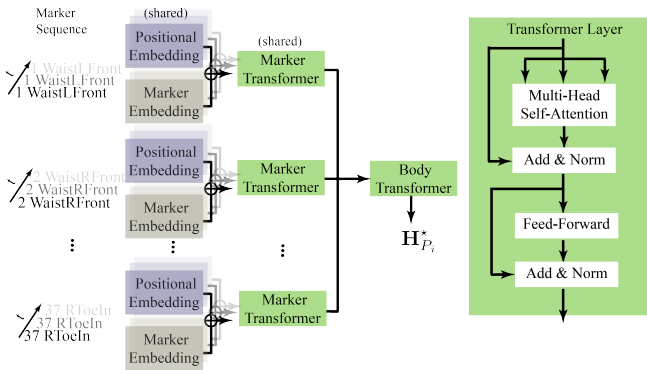 Marker
Sequence
(shared)
(shared)
t
1 WaistLFront
1 WaistLFront
1 WaistLFront
Positional
Embedding
Marker
Embedding
Marker
Transformer
t
2 WaistRFront
2 WaistRFront
2 WaistRFront
Positional
Embedding
Marker
Embedding
Marker
Transformer
Body
Transformer
H⋆Pi
t
37 RToeIn
37 RToeIn
37 RToeIn
Positional
Embedding
Marker
Embedding
Marker
Transformer
Transformer Layer
Multi-Head
Self-Attention
Add & Norm
Feed-Forward
Add & Norm